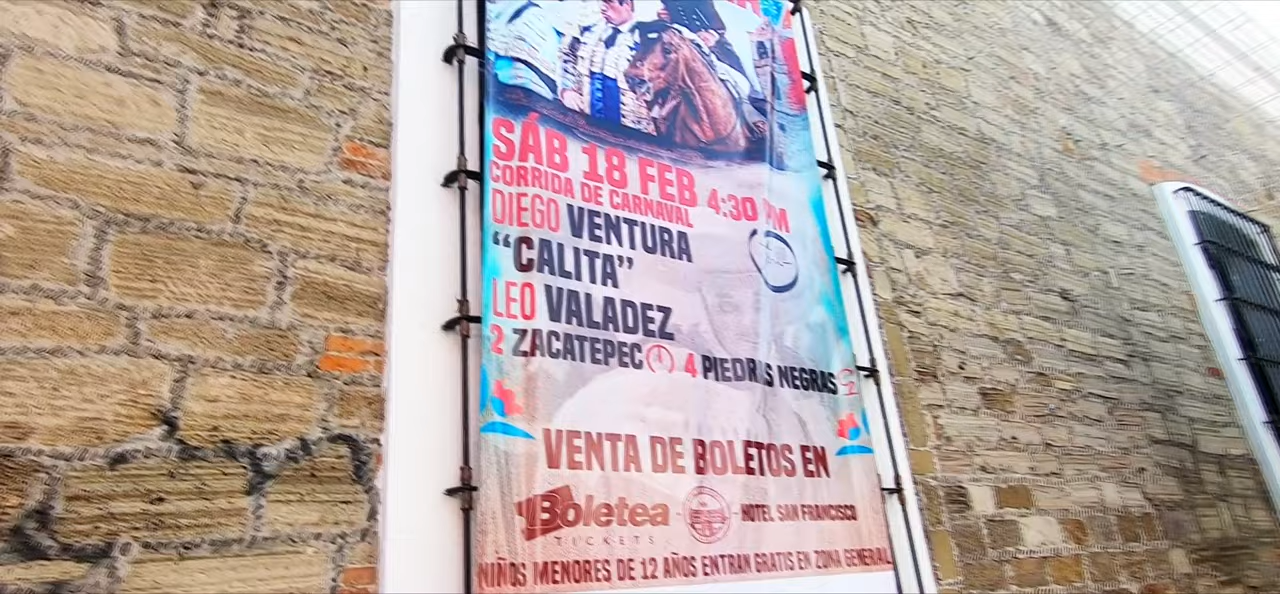 SÁB 18 FEB 4:30 PM
CORRIDA DE CARNAVAL
DIEGO VENTURA
“CALITA”
LEO VALADEZ
2 ZACATEPEC 4 PIEDRAS NEGRAS
VENTA DE BOLETOS EN
Boletea
TICKETS
HOTEL SAN FRANCISCO
NIÑOS MENORES DE 12 AÑOS ENTRAN GRATIS EN ZONA GENERAL